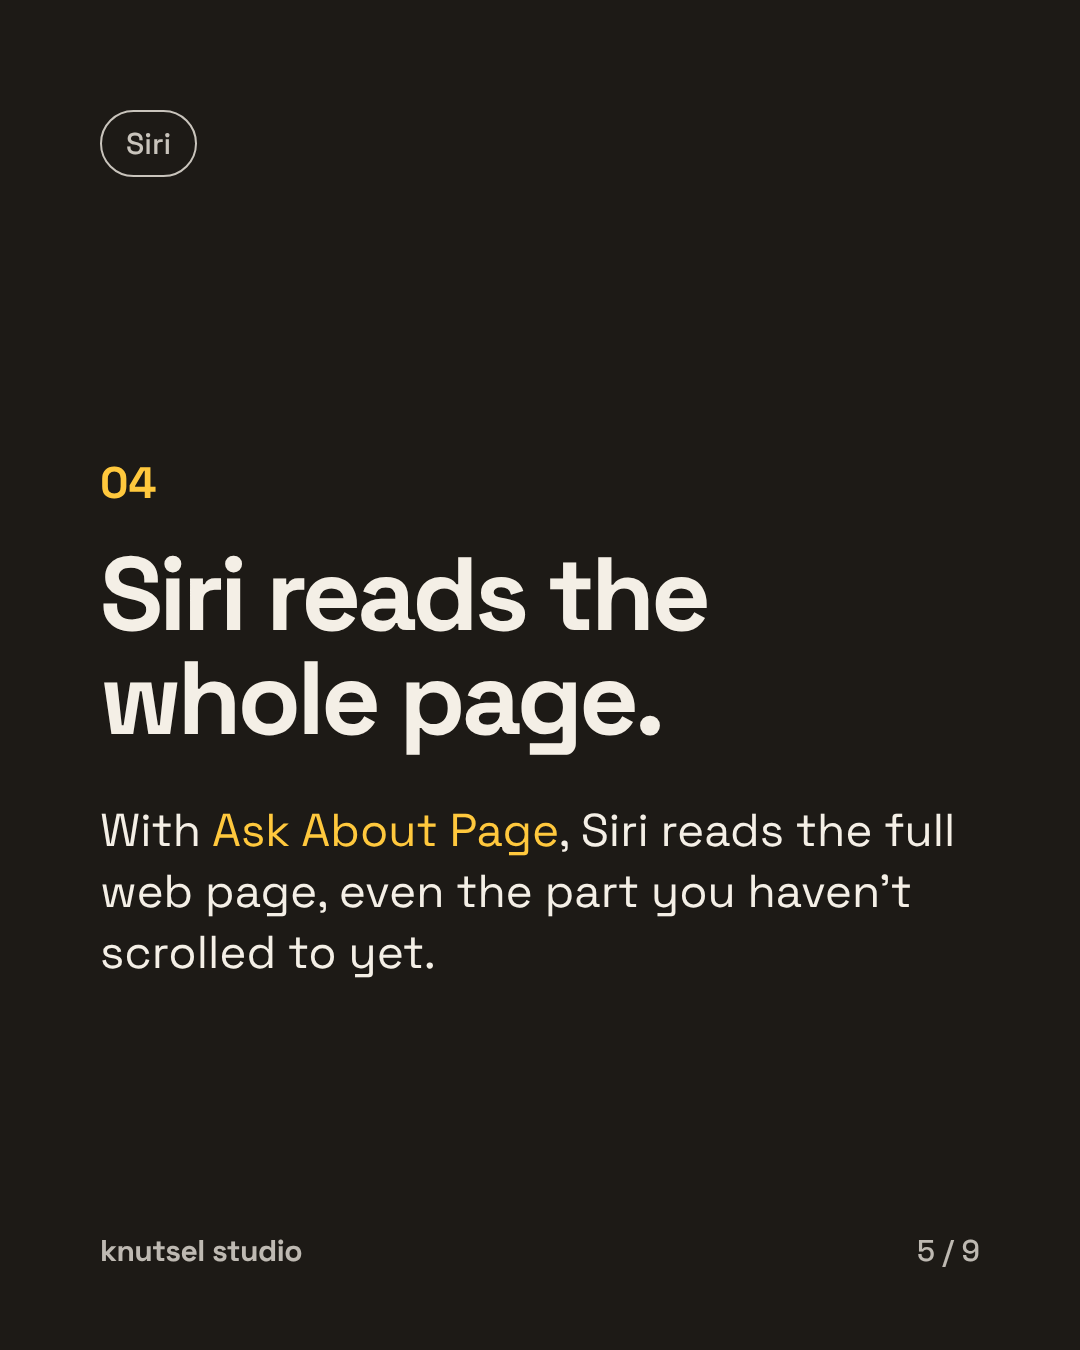 Siri
04
Siri reads the
whole page.
With Ask About Page, Siri reads the full
web page, even the part you haven’t
scrolled to yet.
knutsel studio
5 / 9